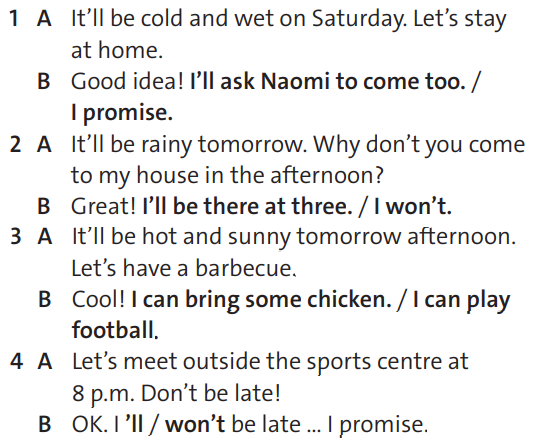 1 A It’ll be cold and wet on Saturday. Let’s stay
at home.
B Good idea! I’ll ask Naomi to come too. /
I promise.
2 A It’ll be rainy tomorrow. Why don’t you come
to my house in the afternoon?
B Great! I’ll be there at three. / I won’t.
3 A It’ll be hot and sunny tomorrow afternoon.
Let’s have a barbecue.
B Cool! I can bring some chicken. / I can play
football.
4 A Let’s meet outside the sports centre at
8 p.m. Don’t be late!
B OK. I ’ll / won’t be late ... I promise.